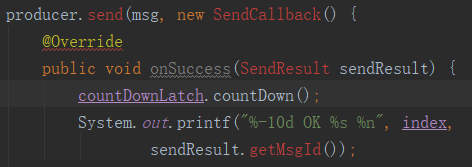 producer.send(msg, new SendCallback() {
@Override
public void onSuccess(SendResult sendResult) {
countDownLatch.countDown();
System.out.printf("%-10d OK %s %n", index,
sendResult.getMsgId());